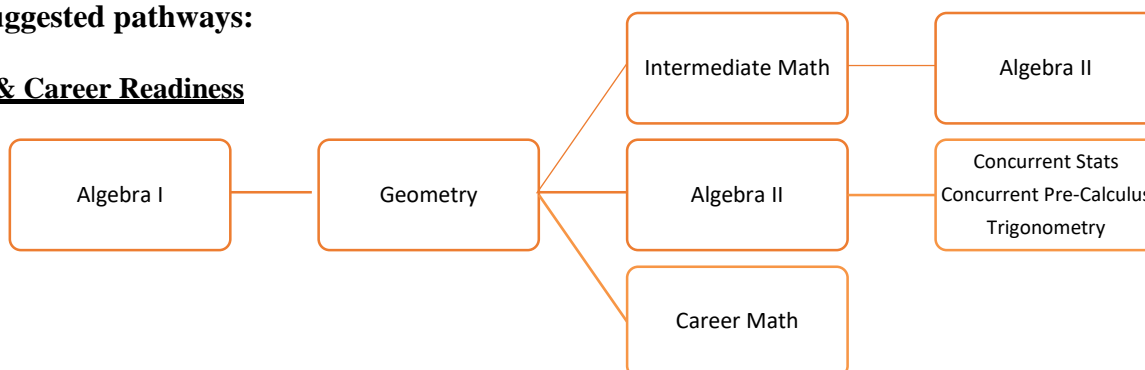 uggested pathways:
& Career Readiness
Intermediate Math
Algebra II
Algebra I
Geometry
Algebra II
Concurrent Stats
Concurrent Pre-Calculus
Trigonometry
Career Math